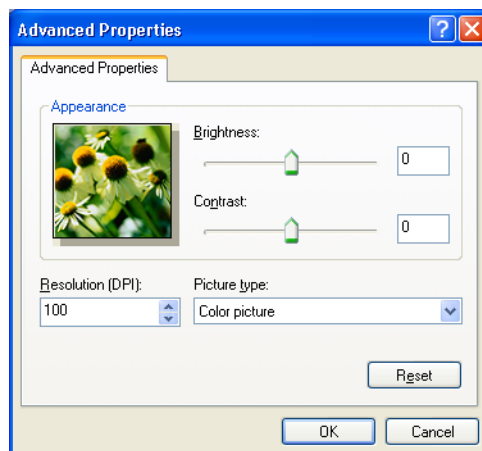 Advanced Properties
Advanced Properties
Appearance
Brightness:
0
Contrast:
0
Resolution (DPI):
Picture type:
100
Color picture
Reset
OK
Cancel